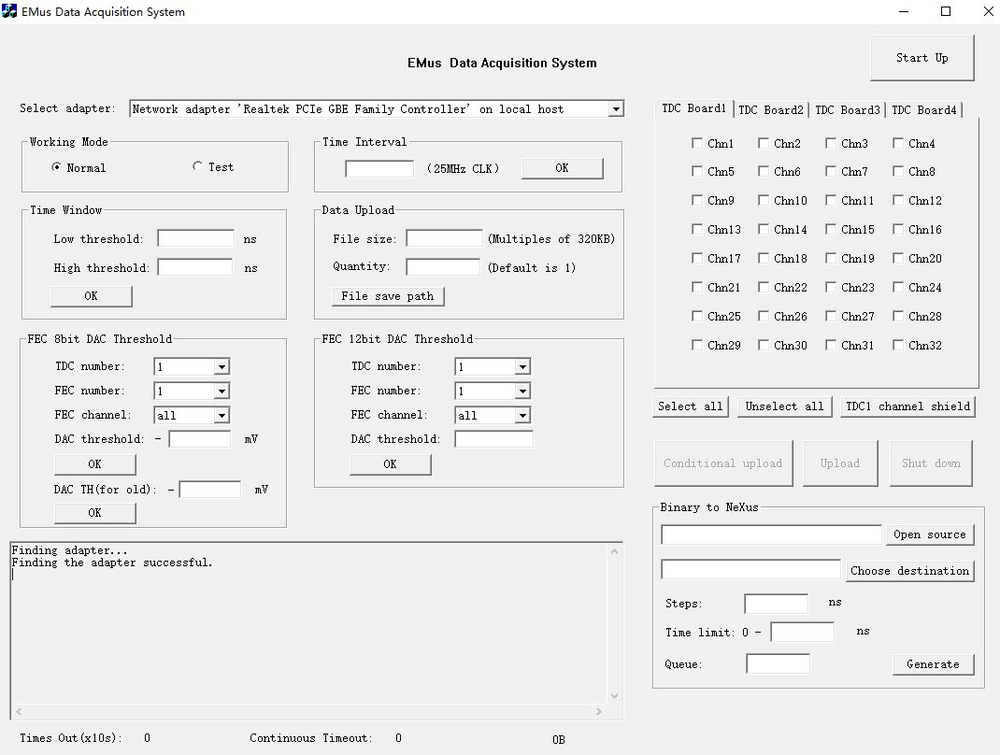 EMus Data Acquisition System
EMus Data Acquisition System
Start Up
Select adapter: Network adapter 'Realtek PCIe GBE Family Controller' on local host
Working Mode
Normal Test
Time Interval
(25MHz CLK) OK
Time Window
Low threshold: ns
High threshold: ns
OK
Data Upload
File size: (Multiples of 320KB)
Quantity: (Default is 1)
File save path
FEC 8bit DAC Threshold
TDC number: 1
FEC number: 1
FEC channel: all
DAC threshold: - mV
OK
DAC TH(for old): - mV
OK
FEC 12bit DAC Threshold
TDC number: 1
FEC number: 1
FEC channel: all
DAC threshold:
OK
TDC Board1 TDC Board2 TDC Board3 TDC Board4
Chn1 Chn2 Chn3 Chn4
Chn5 Chn6 Chn7 Chn8
Chn9 Chn10 Chn11 Chn12
Chn13 Chn14 Chn15 Chn16
Chn17 Chn18 Chn19 Chn20
Chn21 Chn22 Chn23 Chn24
Chn25 Chn26 Chn27 Chn28
Chn29 Chn30 Chn31 Chn32
Select all Unselect all TDC1 channel shield
Conditional upload Upload Shut down
Binary to NeXus
Open source
Choose destination
Steps: ns
Time limit: 0 - ns
Queue: Generate
Finding adapter...
Finding the adapter successful.
Times Out(x10s): 0 Continuous Timeout: 0 0B